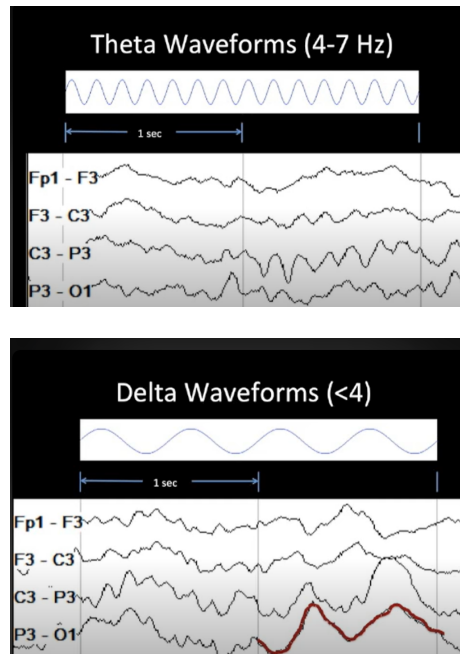 Theta Waveforms (4-7 Hz)
1 sec
Fp1 - F3
F3 - C3
C3 - P3
P3 - O1
Delta Waveforms (<4)
1 sec
Fp1 - F3
F3 - C3
C3 - P3
P3 - O1